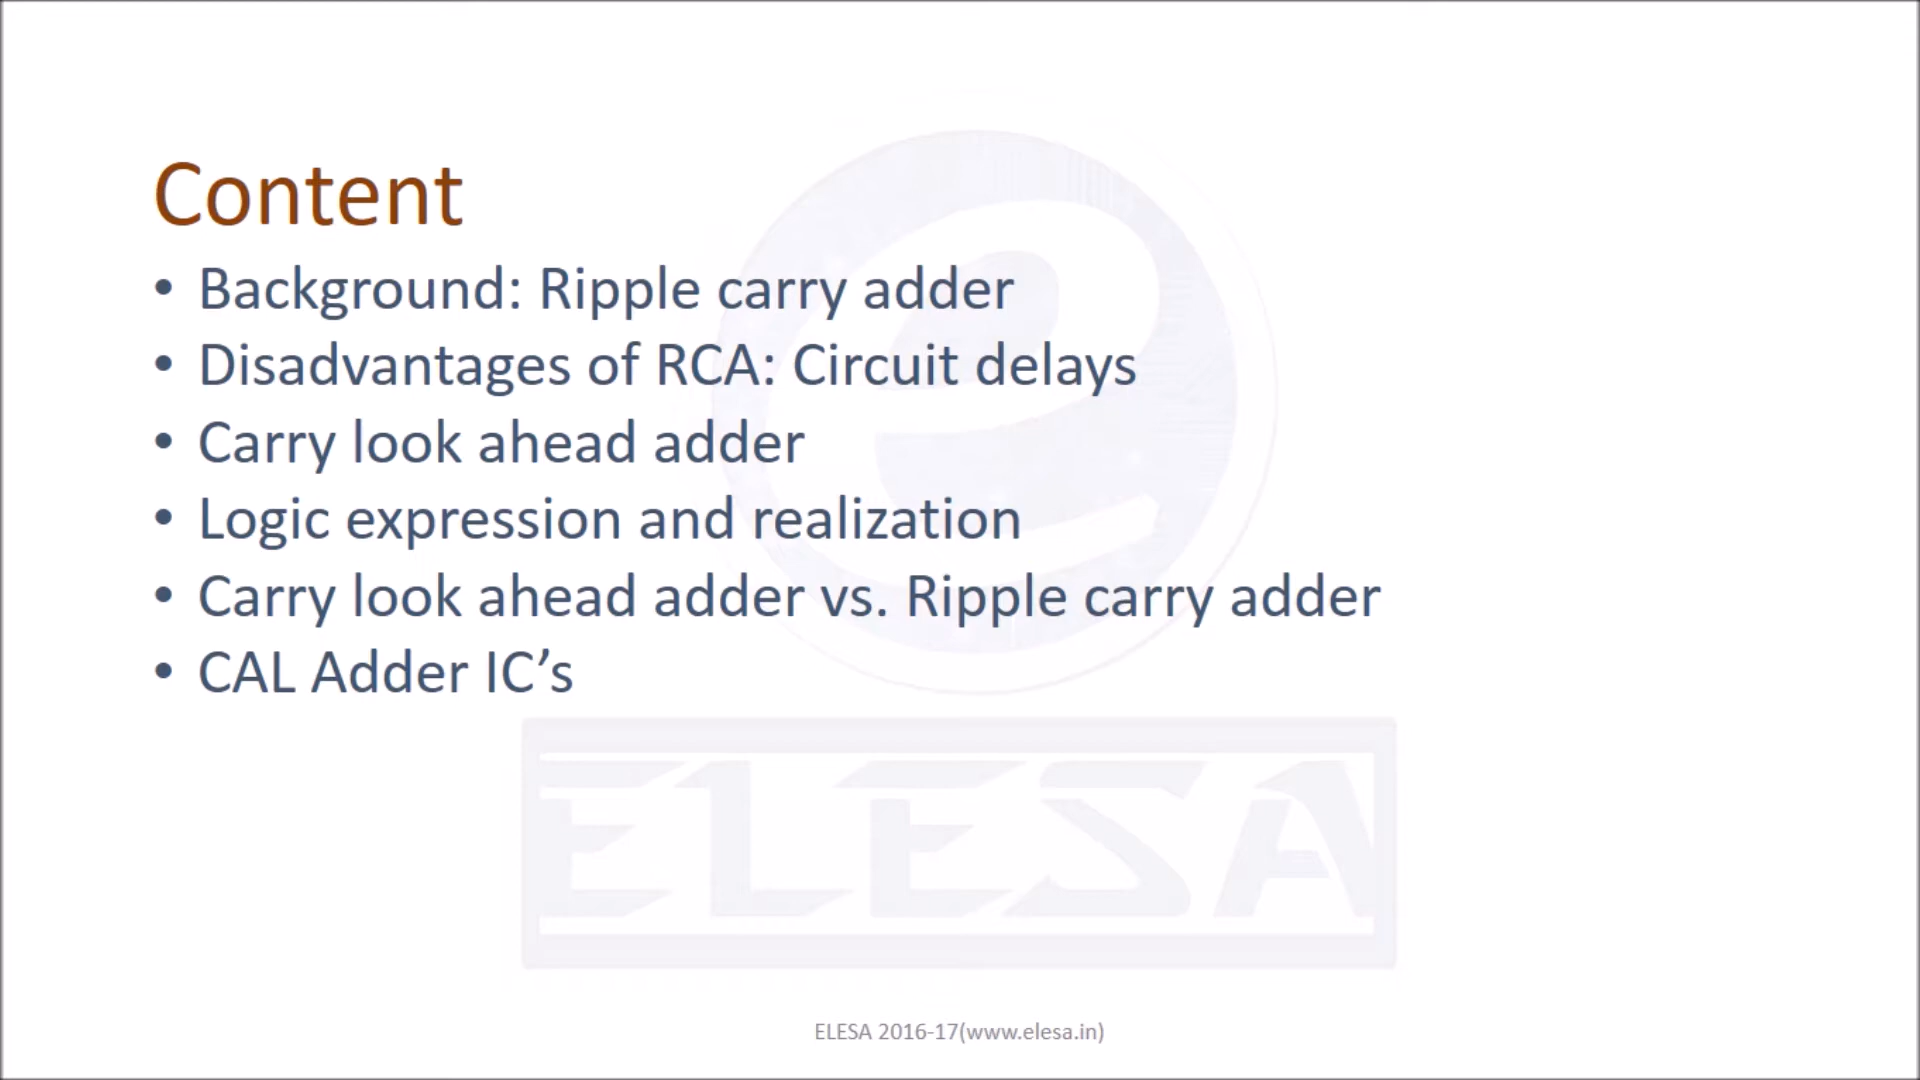 Content
• Background: Ripple carry adder
• Disadvantages of RCA: Circuit delays
• Carry look ahead adder
• Logic expression and realization
• Carry look ahead adder vs. Ripple carry adder
• CAL Adder IC’s
ELESA
ELESA 2016-17(www.elesa.in)